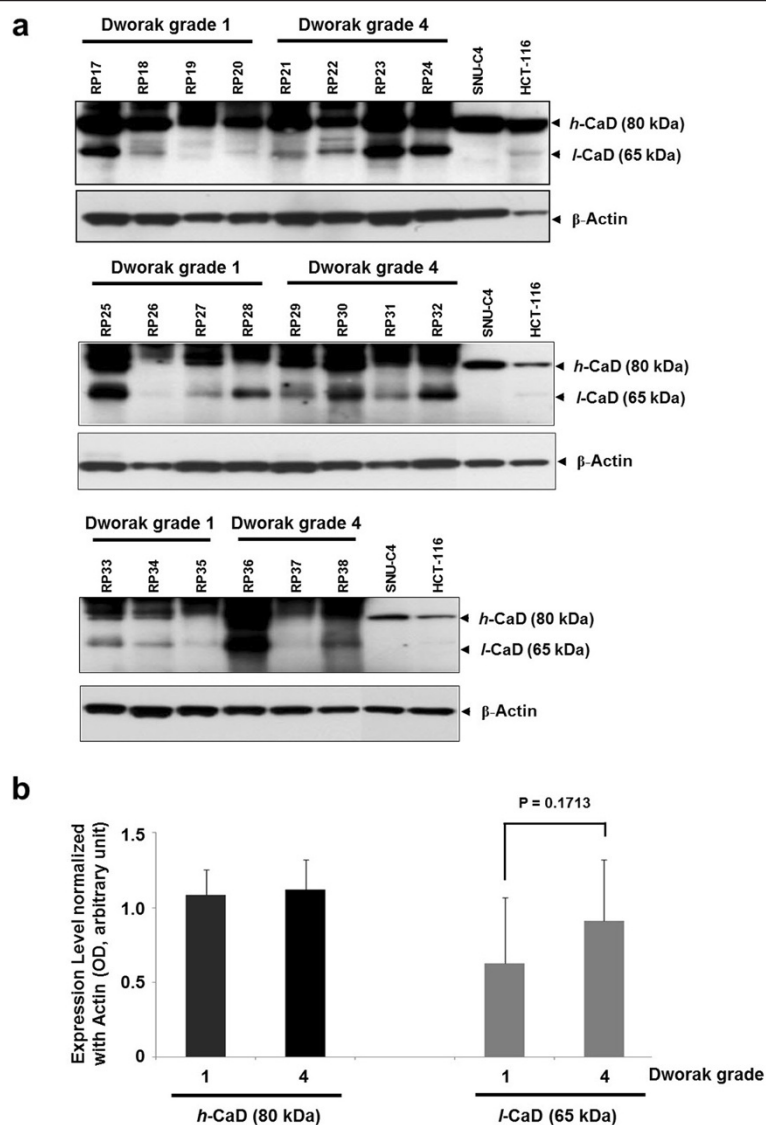 a
Dworak grade 1 Dworak grade 4
RP17 RP18 RP19 RP20 RP21 RP22 RP23 RP24 SNU-C4 HCT-116
h-CaD (80 kDa)
l-CaD (65 kDa)
β-Actin
Dworak grade 1 Dworak grade 4
RP25 RP26 RP27 RP28 RP29 RP30 RP31 RP32 SNU-C4 HCT-116
h-CaD (80 kDa)
l-CaD (65 kDa)
β-Actin
Dworak grade 1 Dworak grade 4
RP33 RP34 RP35 RP36 RP37 RP38 SNU-C4 HCT-116
h-CaD (80 kDa)
l-CaD (65 kDa)
β-Actin
b
Expression Level normalized
with Actin (OD, arbitrary unit)
P = 0.1713
1.5
1.0
0.5
0
1 4 1 4 Dworak grade
h-CaD (80 kDa) l-CaD (65 kDa)